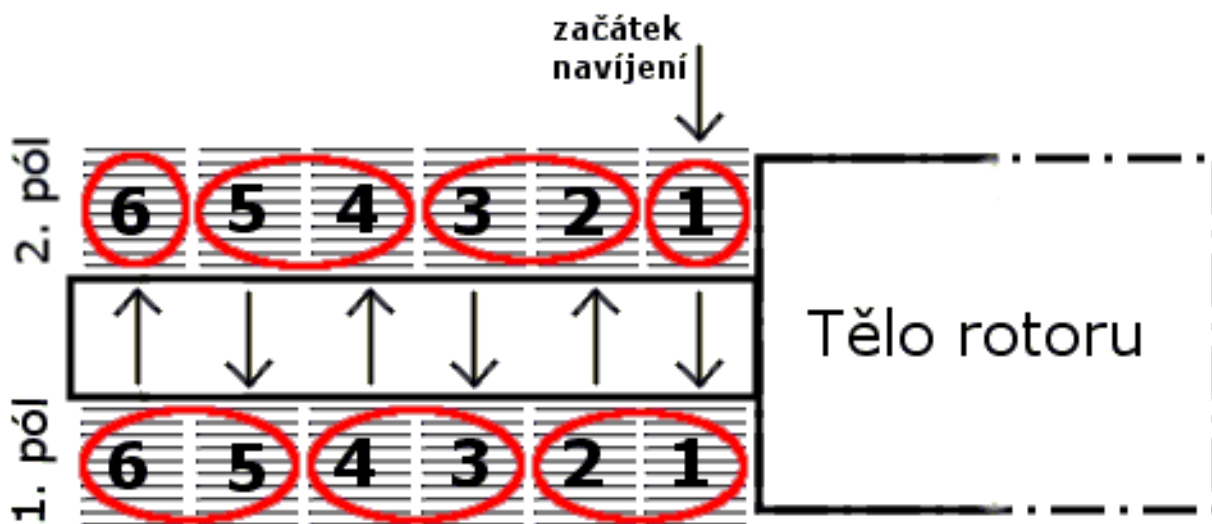 začátek
navíjení
2. pól
6 5 4 3 2 1
Tělo rotoru
1. pól
6 5 4 3 2 1